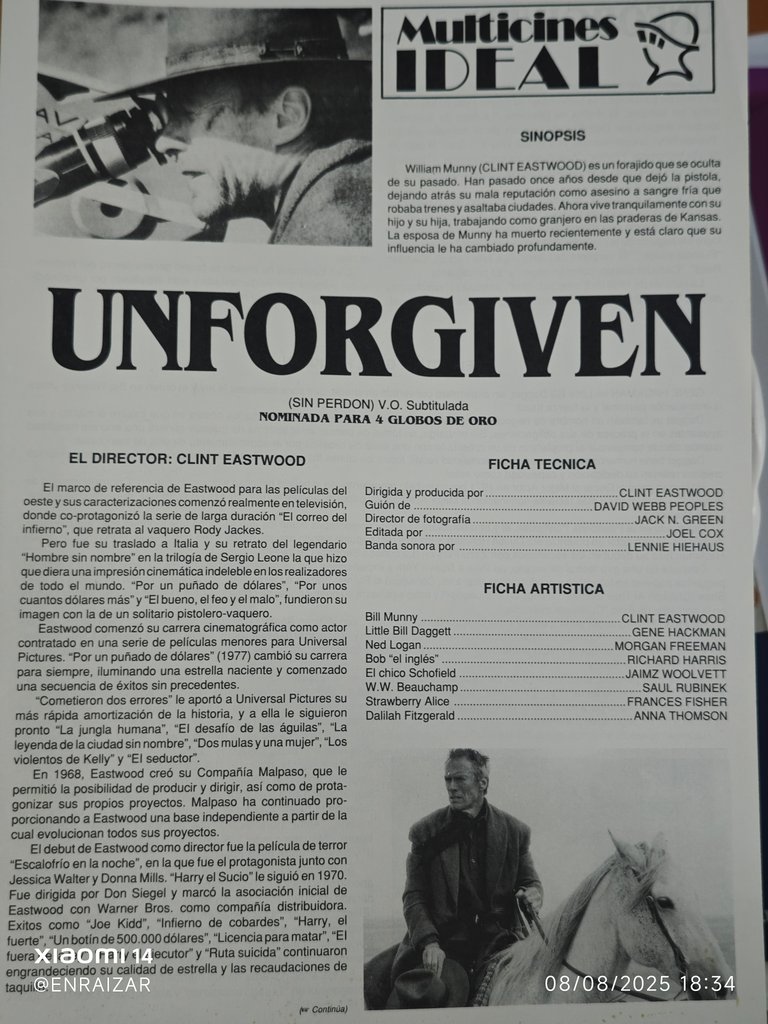 Multicines
IDEAL
SINOPSIS
William Munny (CLINT EASTWOOD) es un forajido que se oculta
de su pasado. Han pasado once años desde que dejó la pistola,
dejando atrás su mala reputación como asesino a sangre fría que
robaba trenes y asaltaba ciudades. Ahora vive tranquilamente con su
hijo y su hija, trabajando como granjero en las praderas de Kansas.
La esposa de Munny ha muerto recientemente y está claro que su
influencia le ha cambiado profundamente.
UNFORGIVEN
(SIN PERDON) V.O. Subtitulada
NOMINADA PARA 4 GLOBOS DE ORO
EL DIRECTOR: CLINT EASTWOOD
El marco de referencia de Eastwood para las películas del
oeste y sus caracterizaciones comenzó realmente en televisión,
donde co-protagonizó la serie de larga duración "El correo del
infierno", que retrata al vaquero Rody Jackes.
Pero fue su traslado a Italia y su retrato del legendario
"Hombre sin nombre" en la trilogía de Sergio Leone la que hizo
que diera una impresión cinemática indeleble en los realizadores
de todo el mundo. "Por un puñado de dólares", "Por unos
cuantos dólares más" y "El bueno, el feo y el malo", fundieron su
imagen con la de un solitario pistolero-vaquero.
Eastwood comenzó su carrera cinematográfica como actor
contratado en una serie de películas menores para Universal
Pictures. "Por un puñado de dólares" (1977) cambió su carrera
para siempre, iluminando una estrella naciente y comenzado
una secuencia de éxitos sin precedentes.
"Cometieron dos errores" le aportó a Universal Pictures su
más rápida amortización de la historia, y a ella le siguieron
pronto "La jungla humana", "El desafío de las águilas", "La
leyenda de la ciudad sin nombre", "Dos mulas y una mujer", "Los
violentos de Kelly" y "El seductor".
En 1968, Eastwood creó su Compañía Malpaso, que le
permitió la posibilidad de producir y dirigir, así como de prota-
gonizar sus propios proyectos. Malpaso ha continuado pro-
porcionando a Eastwood una base independiente a partir de la
cual evolucionan todos sus proyectos.
El debut de Eastwood como director fue la película de terror
"Escalofrío en la noche", en la que fue el protagonista junto con
Jessica Walter y Donna Mills. "Harry el Sucio" le siguió en 1970.
Fue dirigida por Don Siegel y marcó la asociación inicial de
Eastwood con Warner Bros. como compañía distribuidora.
Exitos como "Joe Kidd", "Infierno de cobardes", "Harry, el
fuerte", "Un botín de 500.000 dólares", "Licencia para matar", "El
fuera y "Ruta suicida" continuaron
engrandeciendo su calidad de estrella y las recaudaciones de
(Continúa)
FICHA TECNICA
Dirigida y producida por CLINT EASTWOOD
Guión de DAVID WEBB PEOPLES
Director de fotografía JACK N. GREEN
Editada por JOEL COX
Banda sonora por LENNIE HIEHAUS
FICHA ARTISTICA
Bill Munny CLINT EASTWOOD
Little Bill Daggett GENE HACKMAN
Ned Logan MORGAN FREEMAN
Bob "el inglés" RICHARD HARRIS
El chico Schofield JAIMZ WOOLVETT
W.W. Beauchamp SAUL RUBINEK
Strawberry Alice FRANCES FISHER
Dalilah Fitzgerald ANNA THOMSON
xiaomi 14
@ENRAIZAR
08/08/2025 18:34